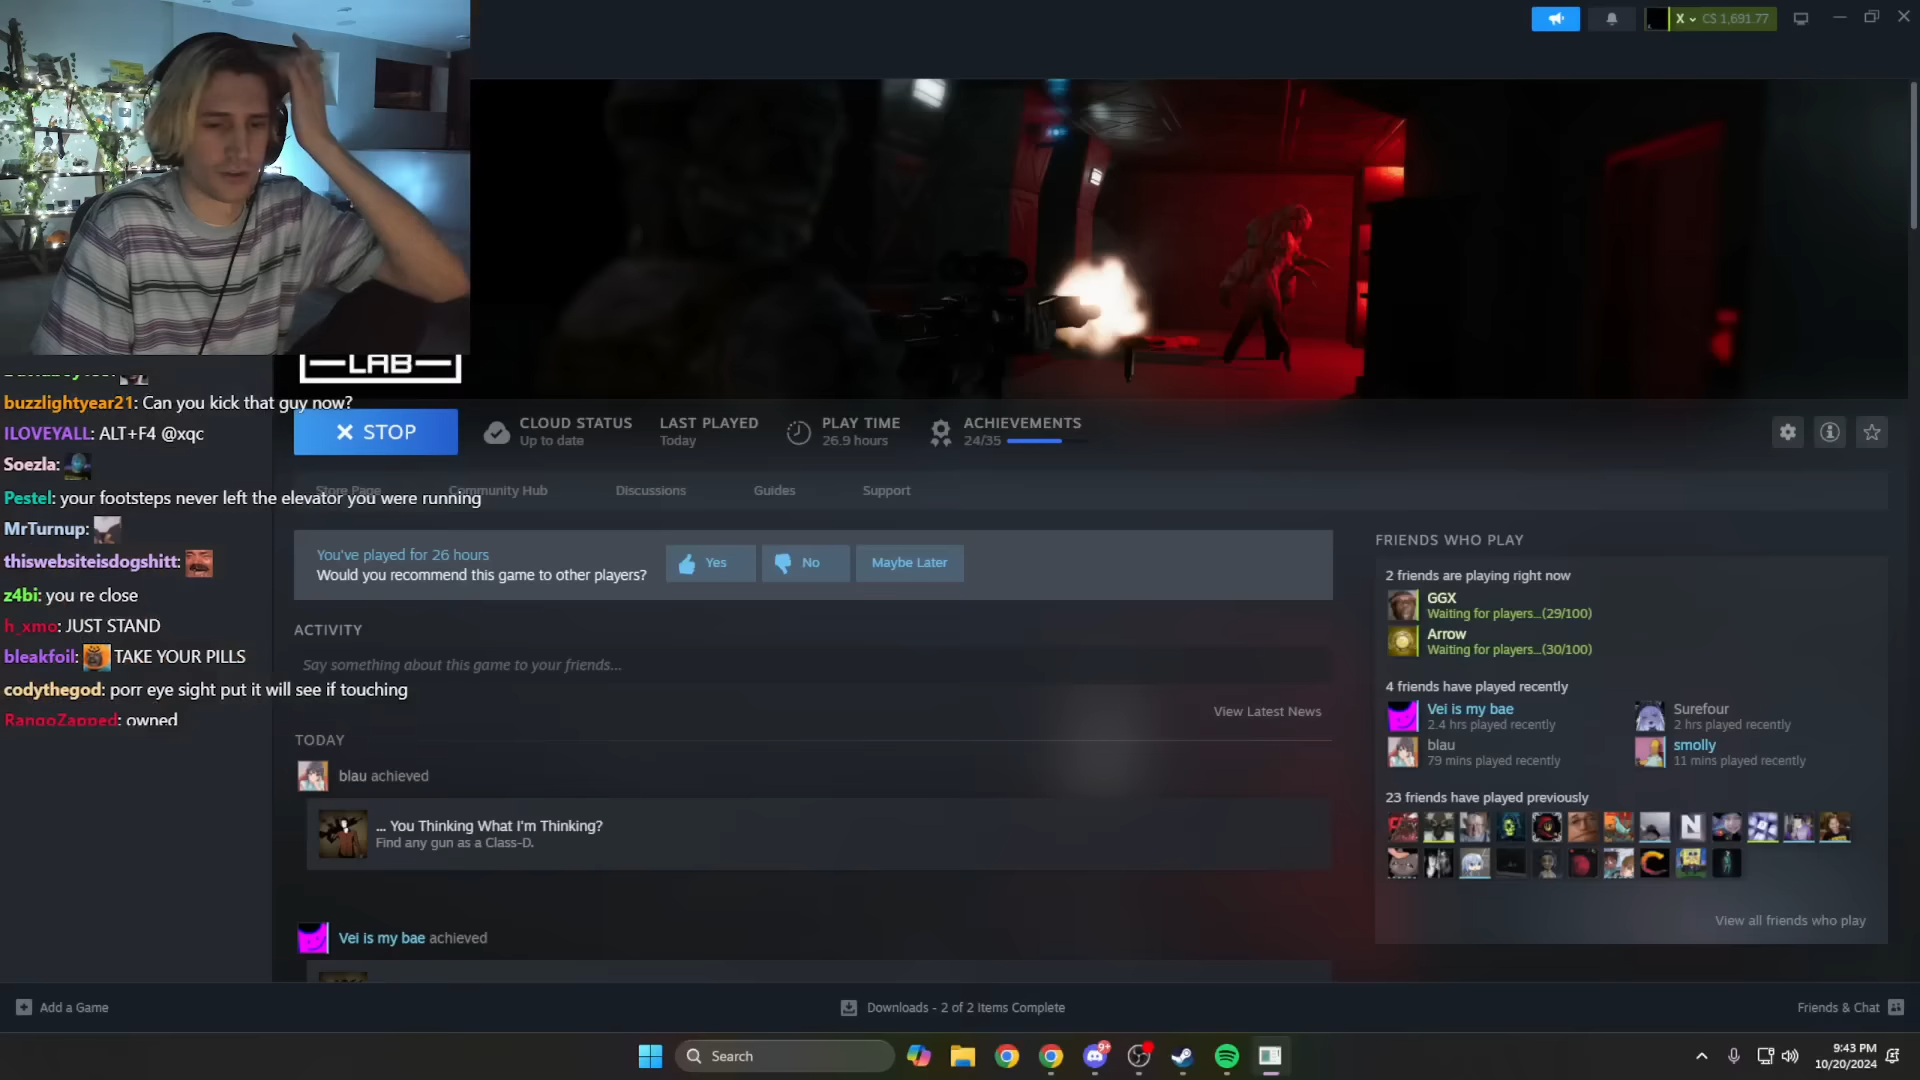 X C$ 1,691.77
LAB
buzzlightyear21: Can you kick that guy now?
ILOVEYALL: ALT+F4 @xqc
Soezla:
Pestel: your footsteps never left the elevator you were running
MrTurnup:
thiswebsiteisdogshitt:
z4bi: you re close
h_xmo: JUST STAND
bleakfoil: TAKE YOUR PILLS
codythegod: porr eye sight put it will see if touching
RangoZapped: owned
STOP
CLOUD STATUS
Up to date
LAST PLAYED
Today
PLAY TIME
26.9 hours
ACHIEVEMENTS
24/35
Store Page Community Hub Discussions Guides Support
You've played for 26 hours
Would you recommend this game to other players?
Yes No Maybe Later
ACTIVITY
Say something about this game to your friends...
View Latest News
TODAY
blau achieved
... You Thinking What I'm Thinking?
Find any gun as a Class-D.
Vei is my bae achieved
FRIENDS WHO PLAY
2 friends are playing right now
GGX
Waiting for players...(29/100)
Arrow
Waiting for players...(30/100)
4 friends have played recently
Vei is my bae
2.4 hrs played recently
Surefour
2 hrs played recently
blau
79 mins played recently
smolly
11 mins played recently
23 friends have played previously
N
View all friends who play
Add a Game
Downloads - 2 of 2 Items Complete
Friends & Chat
Search
9+
9:43 PM
10/20/2024